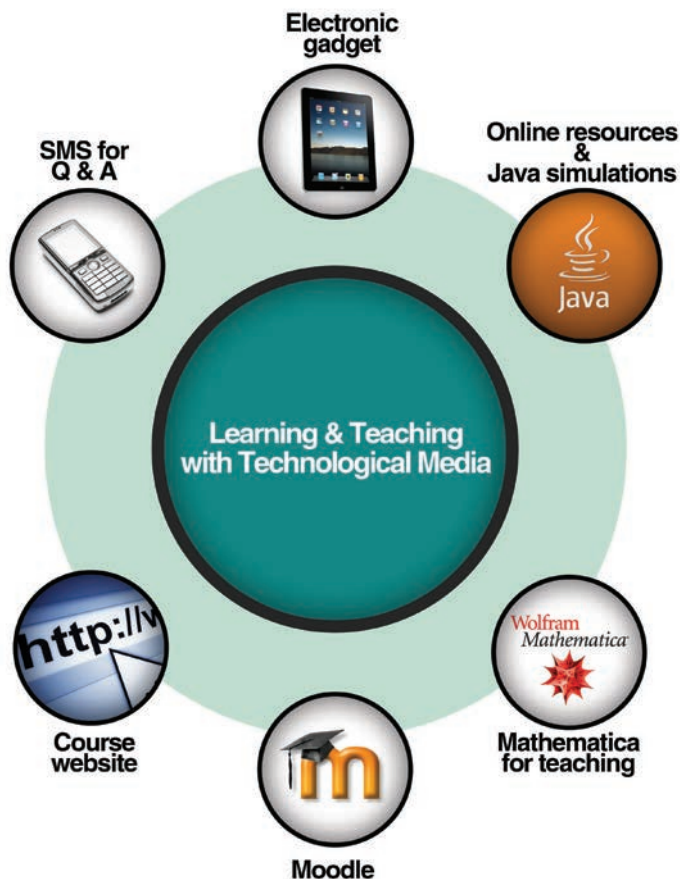 Electronic
gadget
SMS for
Q & A
Online resources
&
Java simulations
Java
Learning & Teaching
with Technological Media
http://w
Wolfram
Mathematica
Course
website
m
Mathematica
for teaching
Moodle